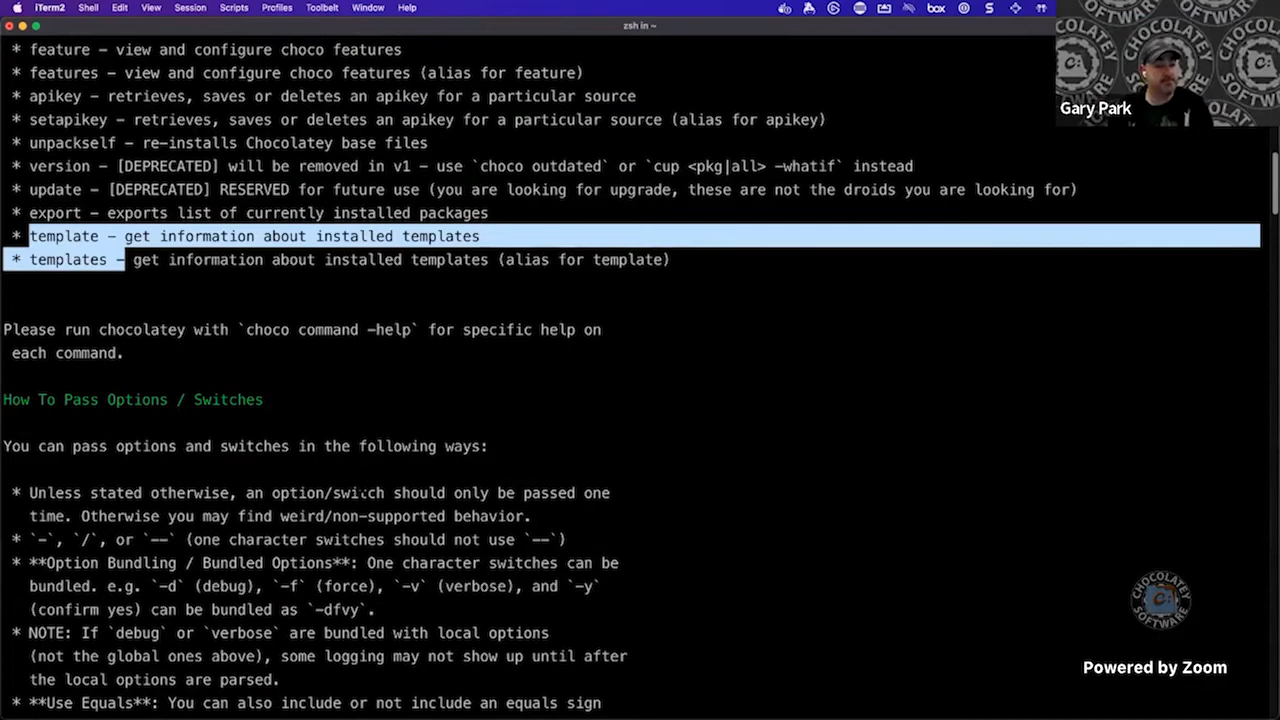 iTerm2 Shell Edit View Session Scripts Profiles Toolbelt Window Help
box
zsh in ~
* feature – view and configure choco features
* features – view and configure choco features (alias for feature)
* apikey – retrieves, saves or deletes an apikey for a particular source
* setapikey – retrieves, saves or deletes an apikey for a particular source (alias for apikey)
* unpackself – re-installs Chocolatey base files
* version – [DEPRECATED] will be removed in v1 – use `choco outdated` or `cup <pkg|all> –whatif` instead
* update – [DEPRECATED] RESERVED for future use (you are looking for upgrade, these are not the droids you are looking for)
* export – exports list of currently installed packages
* template – get information about installed templates
* templates – get information about installed templates (alias for template)
Please run chocolatey with `choco command –help` for specific help on
each command.
How To Pass Options / Switches
You can pass options and switches in the following ways:
* Unless stated otherwise, an option/switch should only be passed one
time. Otherwise you may find weird/non-supported behavior.
* `-`, `/`, or `--` (one character switches should not use `--`)
* **Option Bundling / Bundled Options**: One character switches can be
bundled. e.g. `-d` (debug), `-f` (force), `-v` (verbose), and `-y`
(confirm yes) can be bundled as `-dfvy`.
* NOTE: If `debug` or `verbose` are bundled with local options
(not the global ones above), some logging may not show up until after
the local options are parsed.
* **Use Equals**: You can also include or not include an equals sign
CHOCOLATEY SOFTWARE
Gary Park
CHOCOLATEY SOFTWARE
Powered by Zoom